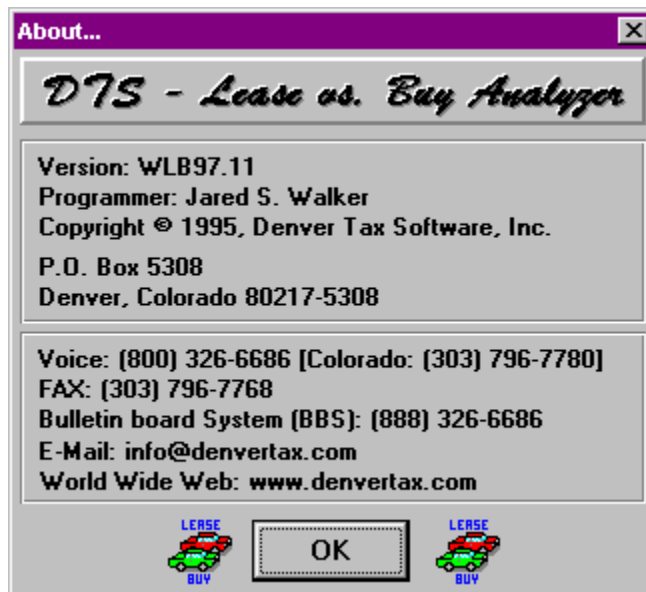 About...
DTS - Lease vs. Buy Analyzer
Version: WLB97.11
Programmer: Jared S. Walker
Copyright © 1995, Denver Tax Software, Inc.
P.O. Box 5308
Denver, Colorado 80217-5308
Voice: (800) 326-6686 [Colorado: (303) 796-7780]
FAX: (303) 796-7768
Bulletin board System (BBS): (888) 326-6686
E-Mail: info@denvertax.com
World Wide Web: www.denvertax.com
LEASE
BUY
OK
LEASE
BUY